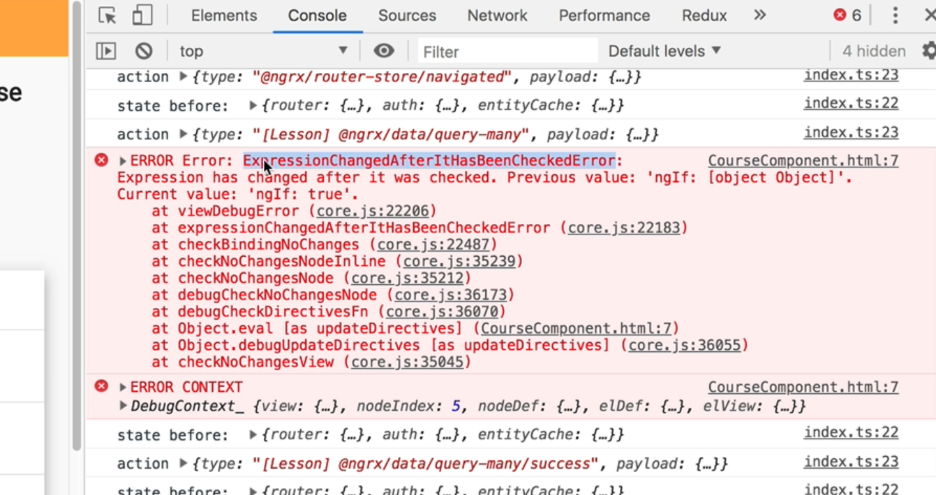 Elements Console Sources Network Performance Redux » 6
top Filter Default levels ▼ 4 hidden
se
action ▶{type: "@ngrx/router-store/navigated", payload: {…}} index.ts:23
state before: ▶{router: {…}, auth: {…}, entityCache: {…}} index.ts:22
action ▶{type: "[Lesson] @ngrx/data/query-many", payload: {…}} index.ts:23
▶ERROR Error: ExpressionChangedAfterItHasBeenCheckedError: CourseComponent.html:7
Expression has changed after it was checked. Previous value: 'ngIf: [object Object]'.
Current value: 'ngIf: true'.
at viewDebugError (core.js:22206)
at expressionChangedAfterItHasBeenCheckedError (core.js:22183)
at checkBindingNoChanges (core.js:22487)
at checkNoChangesNodeInline (core.js:35239)
at checkNoChangesNode (core.js:35212)
at debugCheckNoChangesNode (core.js:36173)
at debugCheckDirectivesFn (core.js:36070)
at Object.eval [as updateDirectives] (CourseComponent.html:7)
at Object.debugUpdateDirectives [as updateDirectives] (core.js:36055)
at checkNoChangesView (core.js:35045)
▶ERROR CONTEXT CourseComponent.html:7
▶DebugContext_ {view: {…}, nodeIndex: 5, nodeDef: {…}, elDef: {…}, elView: {…}}
state before: ▶{router: {…}, auth: {…}, entityCache: {…}} index.ts:22
action ▶{type: "[Lesson] @ngrx/data/query-many/success", payload: {…}} index.ts:23
state before: ▶{router: {…}, auth: {…}, entityCache: {…}} index.ts:22